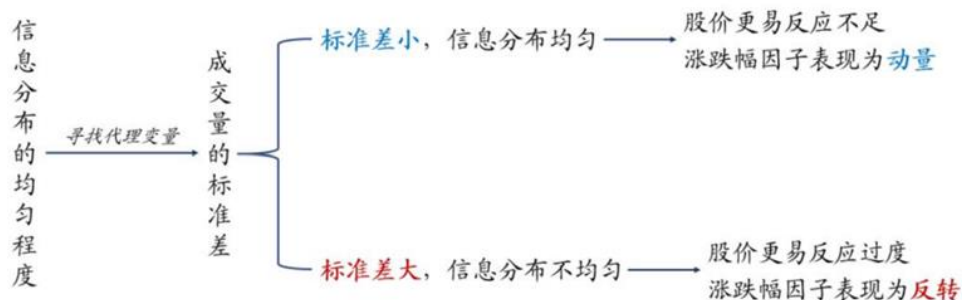 信息分布的均匀程度
寻找代理变量
成交量的标准差
标准差小，信息分布均匀
股价更易反应不足
涨跌幅因子表现为动量
标准差大，信息分布不均匀
股价更易反应过度
涨跌幅因子表现为反转